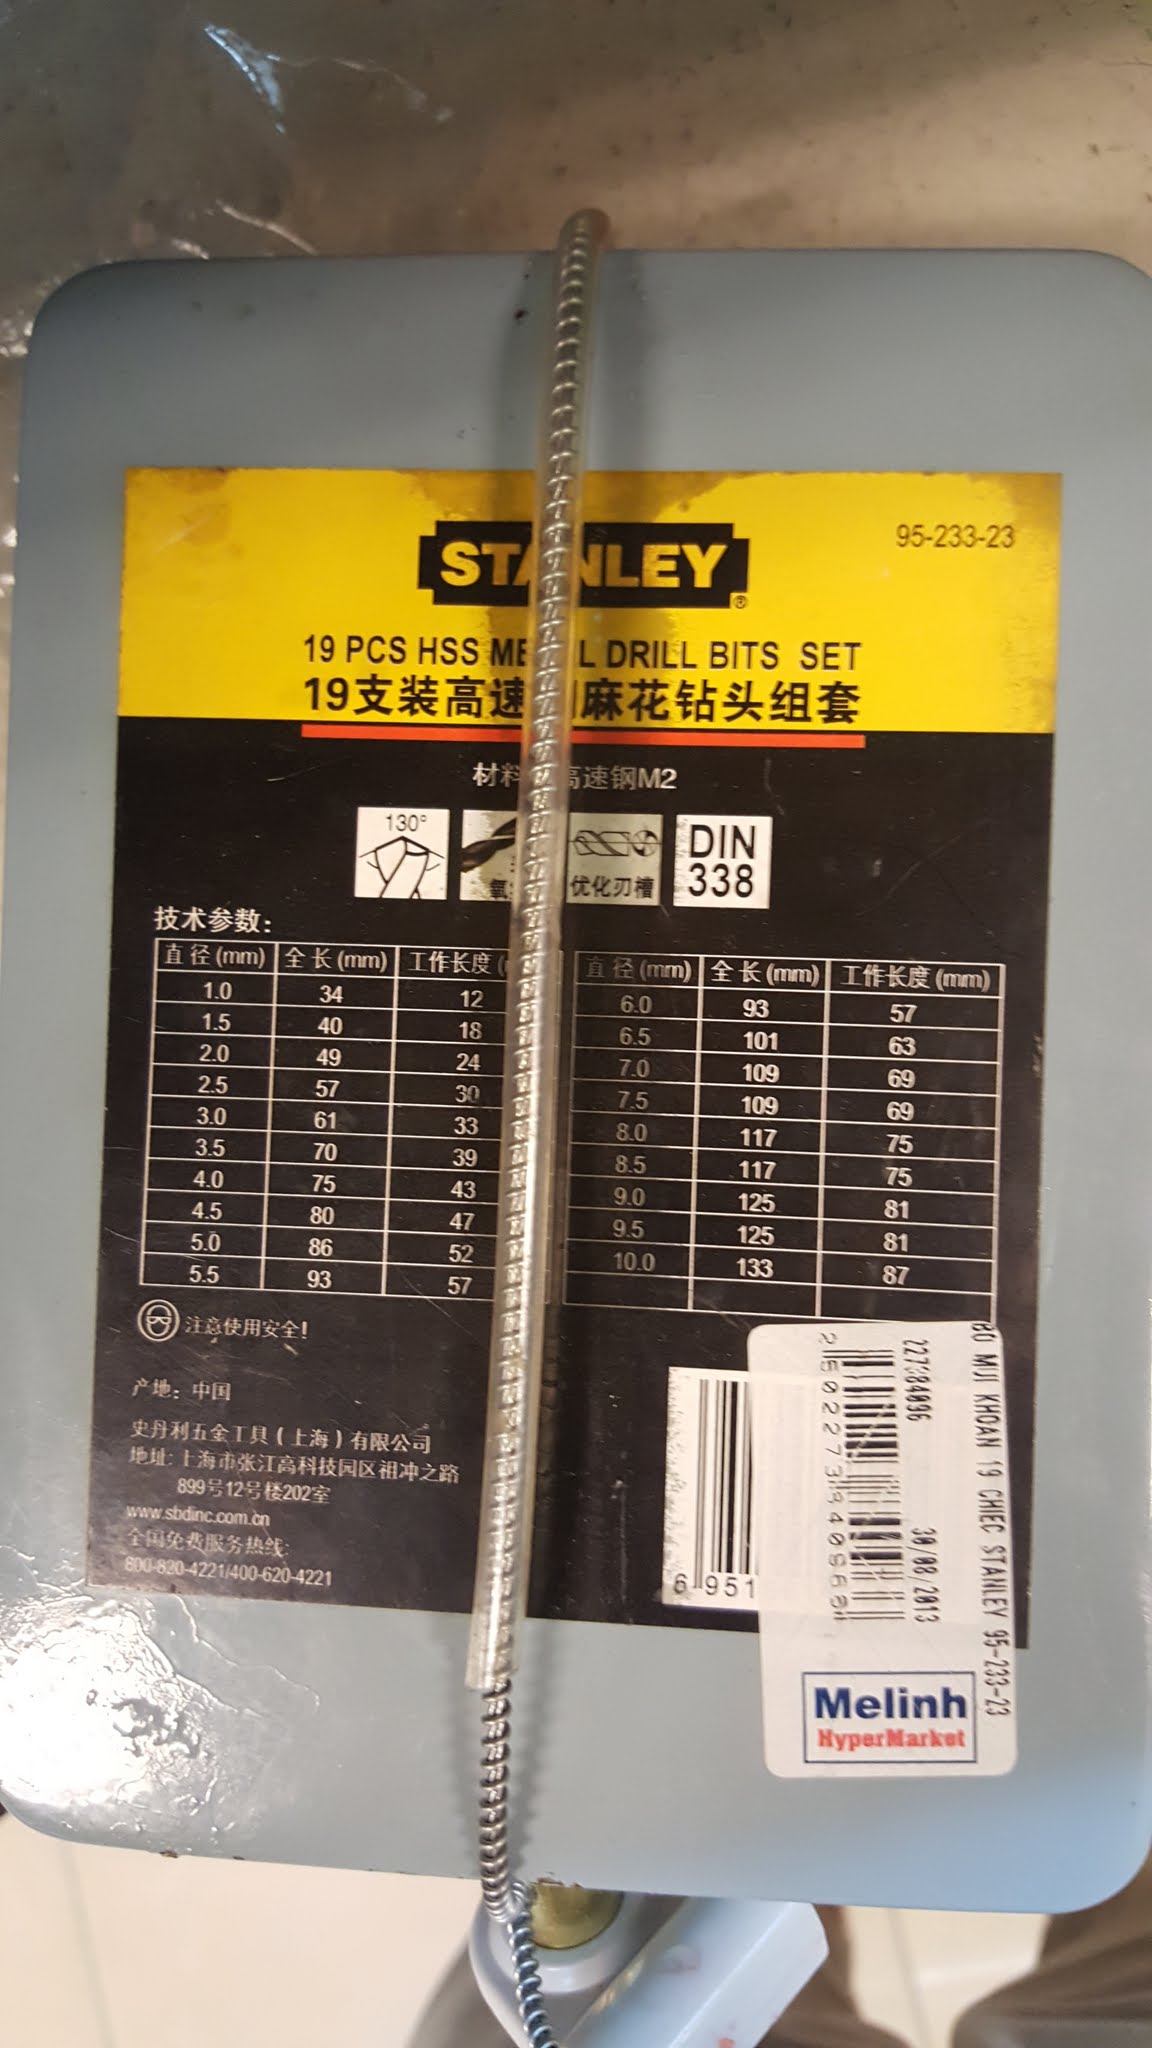 STANLEY
®
95-233-23
19 PCS HSS ME L DRILL BITS SET
19支装高速 麻花钻头组套
材料 高速钢M2
130°
氧
优化刃槽
DIN
338
技术参数:
直径(mm) 全长(mm) 工作长度 直径(mm) 全长(mm) 工作长度(mm)
1.0 34 12 6.0 93 57
1.5 40 18 6.5 101 63
2.0 49 24 7.0 109 69
2.5 57 30 7.5 109 69
3.0 61 33 8.0 117 75
3.5 70 39 8.5 117 75
4.0 75 43 9.0 125 81
4.5 80 47 9.5 125 81
5.0 86 52 10.0 133 87
5.5 93 57
注意使用安全!
产地: 中国
史丹利五金工具(上海)有限公司
地址: 上海市张江高科技园区祖冲之路
899号12号楼202室
www.sbdinc.com.cn
全国免费服务热线:
800-820-4221/400-620-4221
6 951
BO MUI KHOAN 19 CHIEC STANLEY 95-233-23
30/08/2013
Melinh
HyperMarket